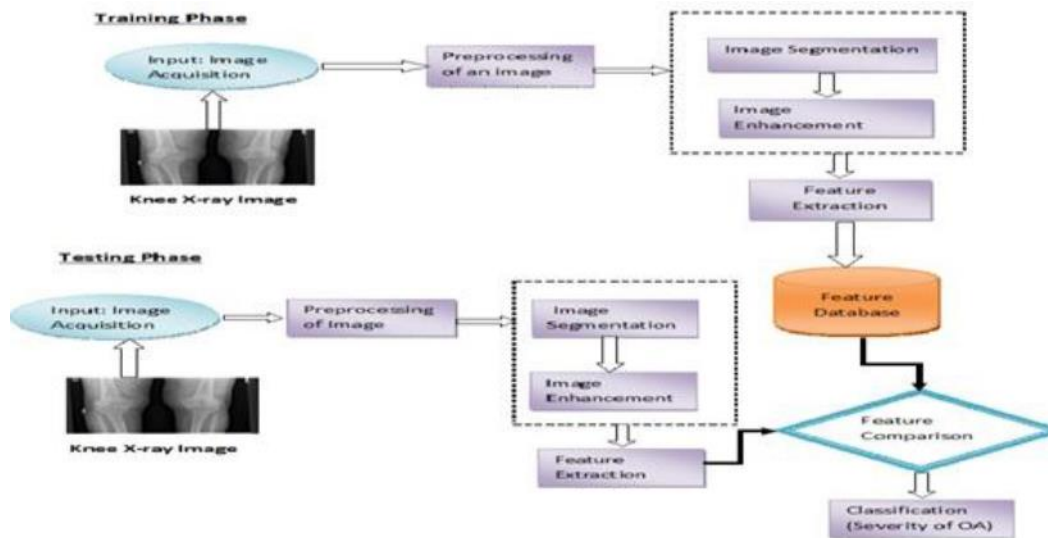 Training Phase
Input: Image
Acquisition
Preprocessing
of an Image
Image Segmentation
Image
Enhancement
Knee X-ray Image
Feature
Extraction
Testing Phase
Input: Image
Acquisition
Preprocessing
of Image
Image
Segmentation
Image
Enhancement
Feature
Database
Knee X-ray Image
Feature
Extraction
Feature
Comparison
Classification
(Severity of OA)